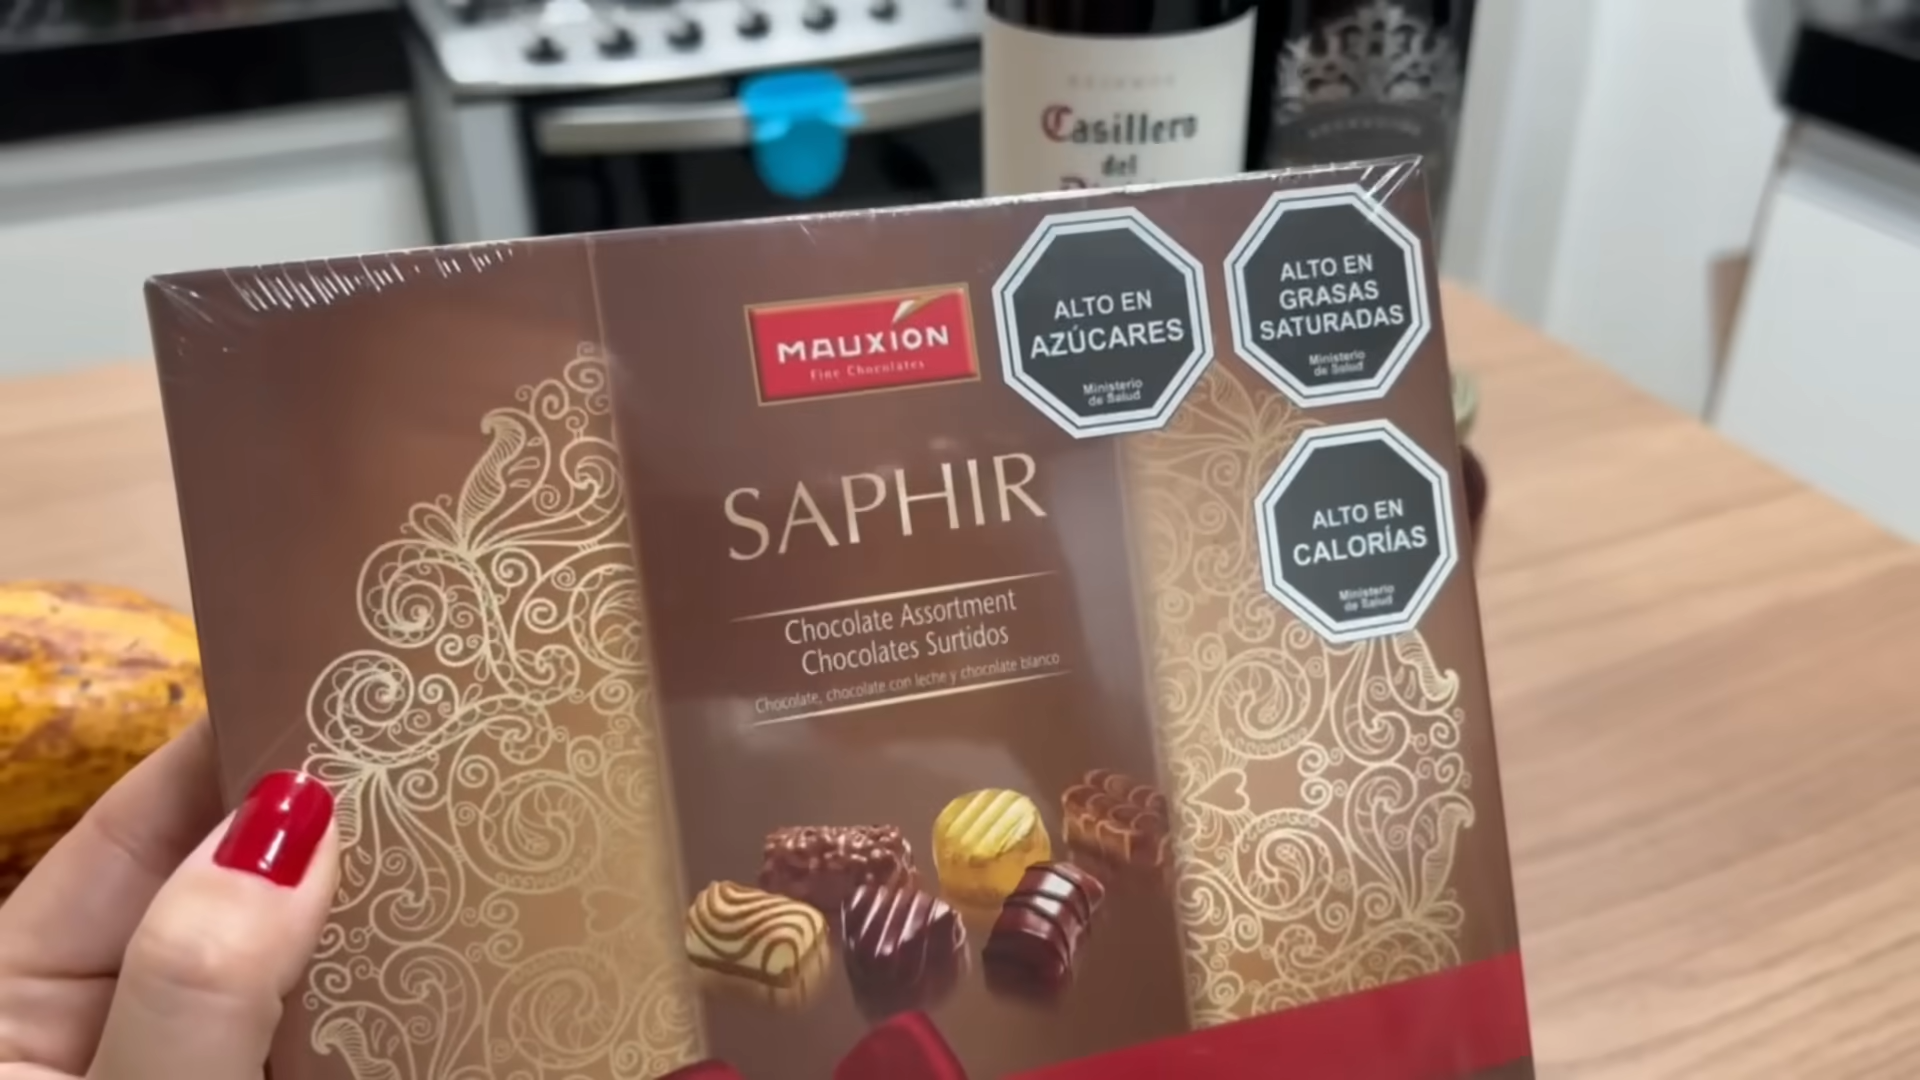 Casillero
del
MAUXION
Fine Chocolates
ALTO EN
AZÚCARES
Ministerio
de Salud
ALTO EN
GRASAS
SATURADAS
Ministerio
de Salud
SAPHIR
ALTO EN
CALORÍAS
Ministerio
de Salud
Chocolate Assortment
Chocolates Surtidos
Chocolate, chocolate con leche y chocolate blanco